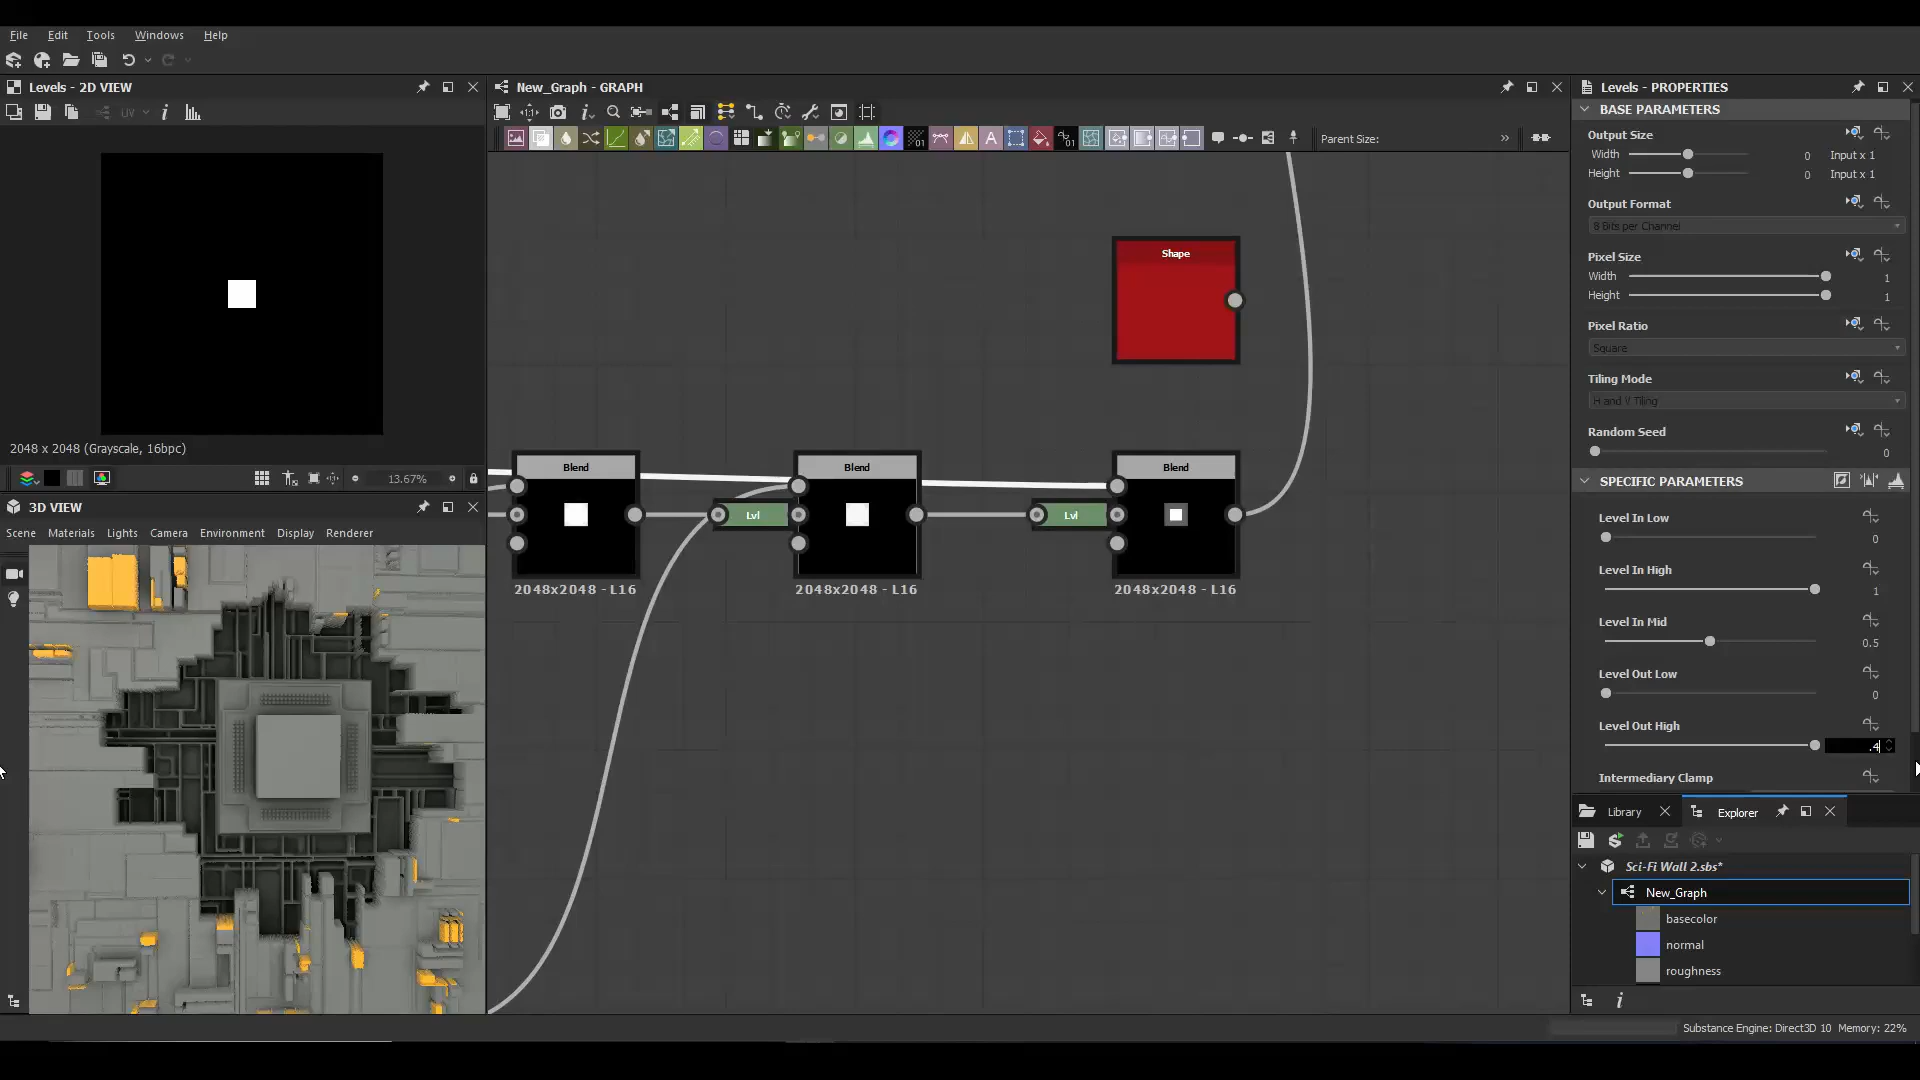 File Edit Tools Windows Help
Levels - 2D VIEW
UV
2048 x 2048 (Grayscale, 16bpc)
13.67%
3D VIEW
Scene Materials Lights Camera Environment Display Renderer
New_Graph - GRAPH
Parent Size:
Shape
Blend
Blend
Blend
Lvl
Lvl
2048x2048 - L16
2048x2048 - L16
2048x2048 - L16
Levels - PROPERTIES
BASE PARAMETERS
Output Size
Width 0 Input x 1
Height 0 Input x 1
Output Format
8 Bits per Channel
Pixel Size
Width 1
Height 1
Pixel Ratio
Square
Tiling Mode
H and V Tiling
Random Seed
0
SPECIFIC PARAMETERS
Level In Low
0
Level In High
1
Level In Mid
0.5
Level Out Low
0
Level Out High
.4
Intermediary Clamp
Library Explorer
Sci-Fi Wall 2.sbs*
New_Graph
basecolor
normal
roughness
Substance Engine: Direct3D 10 Memory: 22%